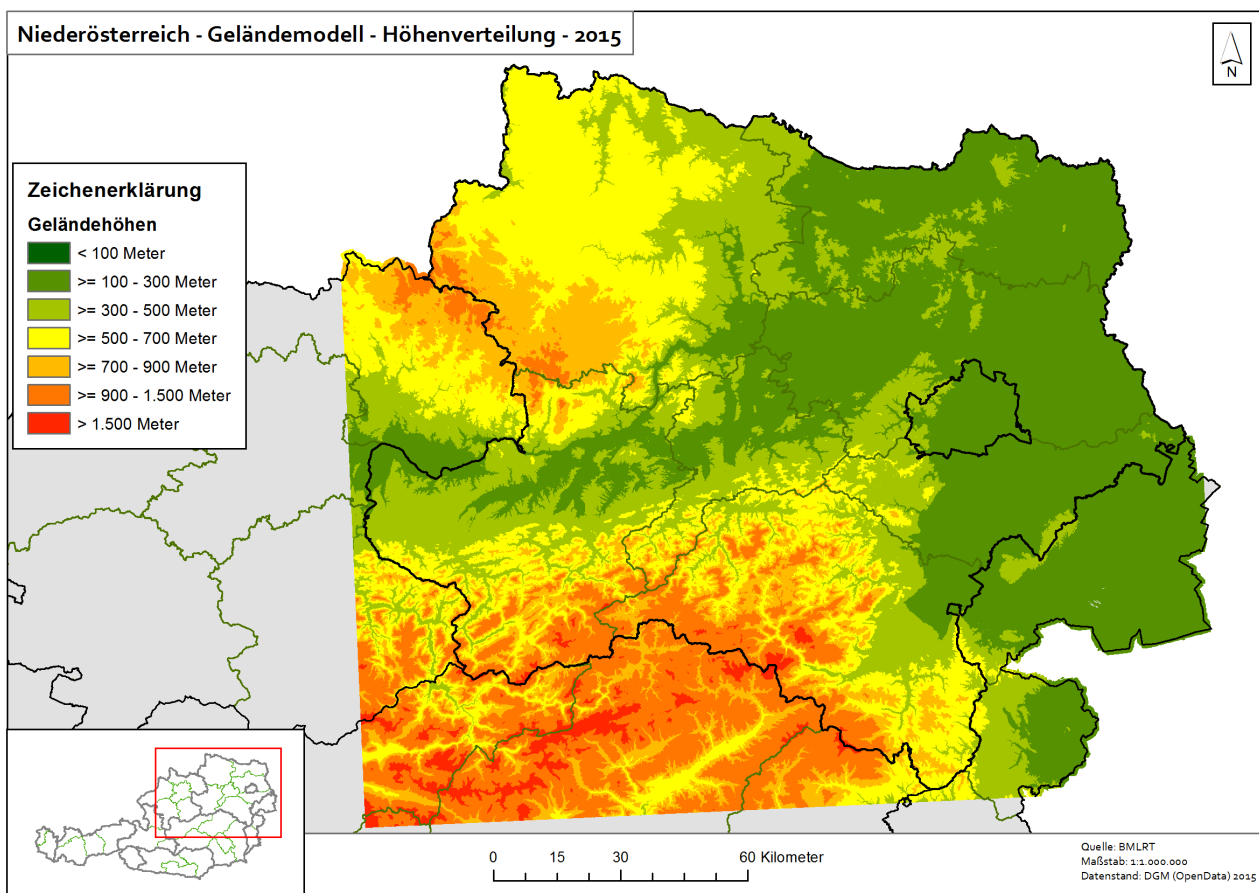 Niederösterreich - Geländemodell - Höhenverteilung - 2015
N
Zeichenerklärung
Geländehöhen
< 100 Meter
>= 100 - 300 Meter
>= 300 - 500 Meter
>= 500 - 700 Meter
>= 700 - 900 Meter
>= 900 - 1.500 Meter
> 1.500 Meter
0 15 30 60 Kilometer
Quelle: BMLRT
Maßstab: 1:1.000.000
Datenstand: DGM (OpenData) 2015